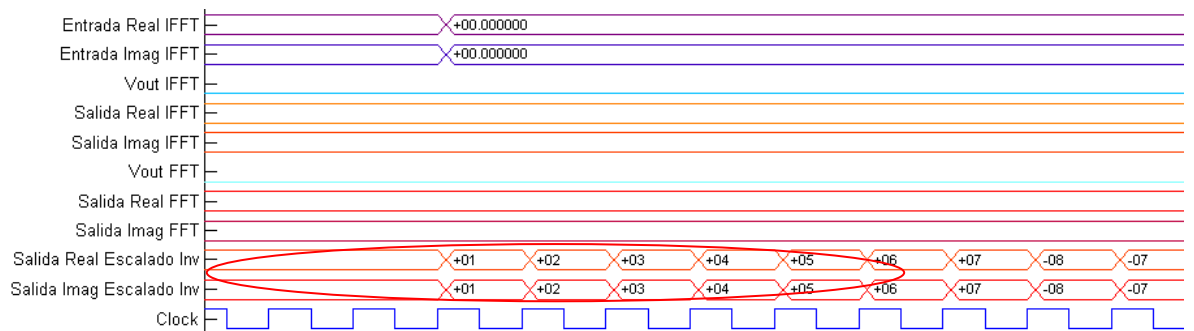 Entrada Real IFFT +00.000000
Entrada Imag IFFT +00.000000
Vout IFFT
Salida Real IFFT
Salida Imag IFFT
Vout FFT
Salida Real FFT
Salida Imag FFT
Salida Real Escalado Inv +01 +02 +03 +04 +05 +06 +07 -08 -07
Salida Imag Escalado Inv +01 +02 +03 +04 +05 +06 +07 -08 -07
Clock